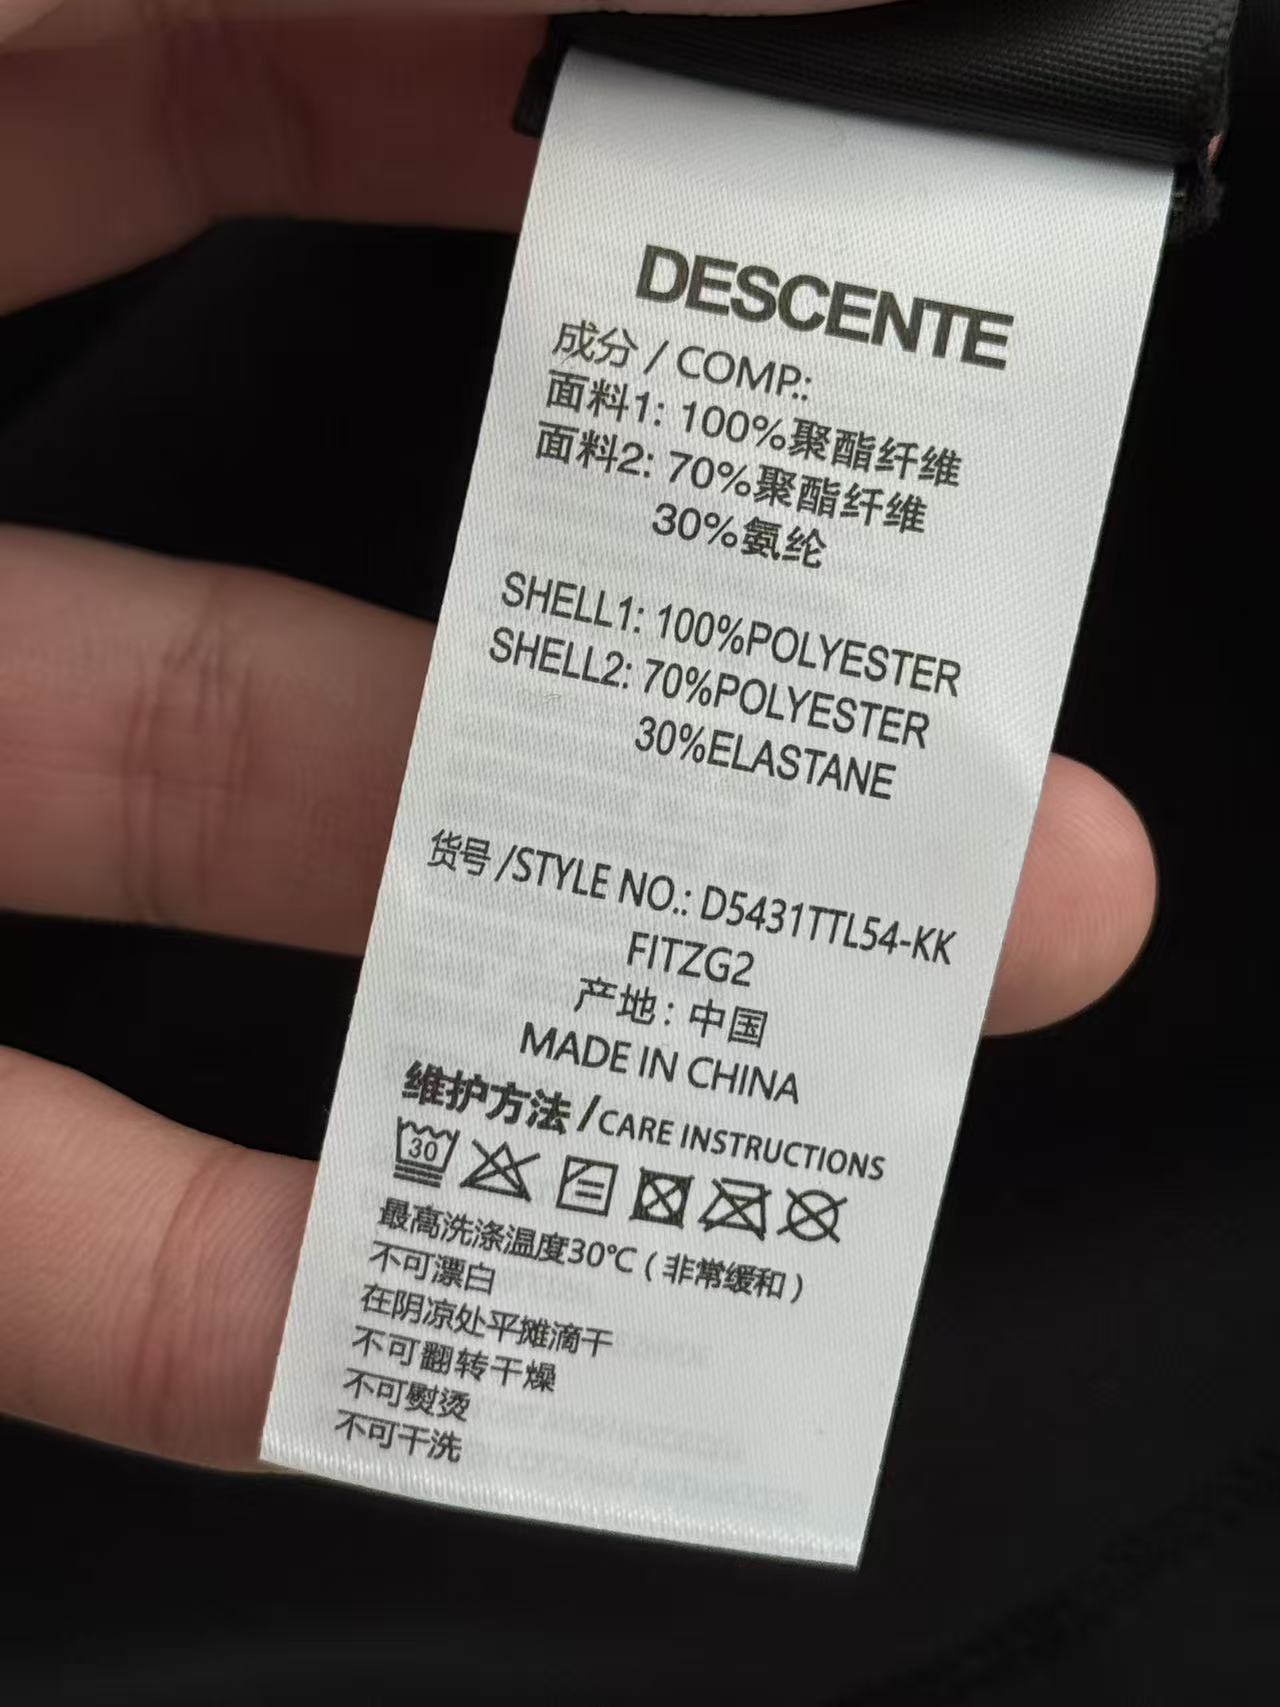 DESCENTE
成分 / COMP.:
面料1: 100%聚酯纤维
面料2: 70%聚酯纤维
30%氨纶
SHELL1: 100%POLYESTER
SHELL2: 70%POLYESTER
30%ELASTANE
货号 /STYLE NO.: D5431TTL54-KK
FITZG2
产地: 中国
MADE IN CHINA
维护方法 /CARE INSTRUCTIONS
30
最高洗涤温度30℃ (非常缓和)
不可漂白
在阴凉处平摊滴干
不可翻转干燥
不可熨烫
不可干洗